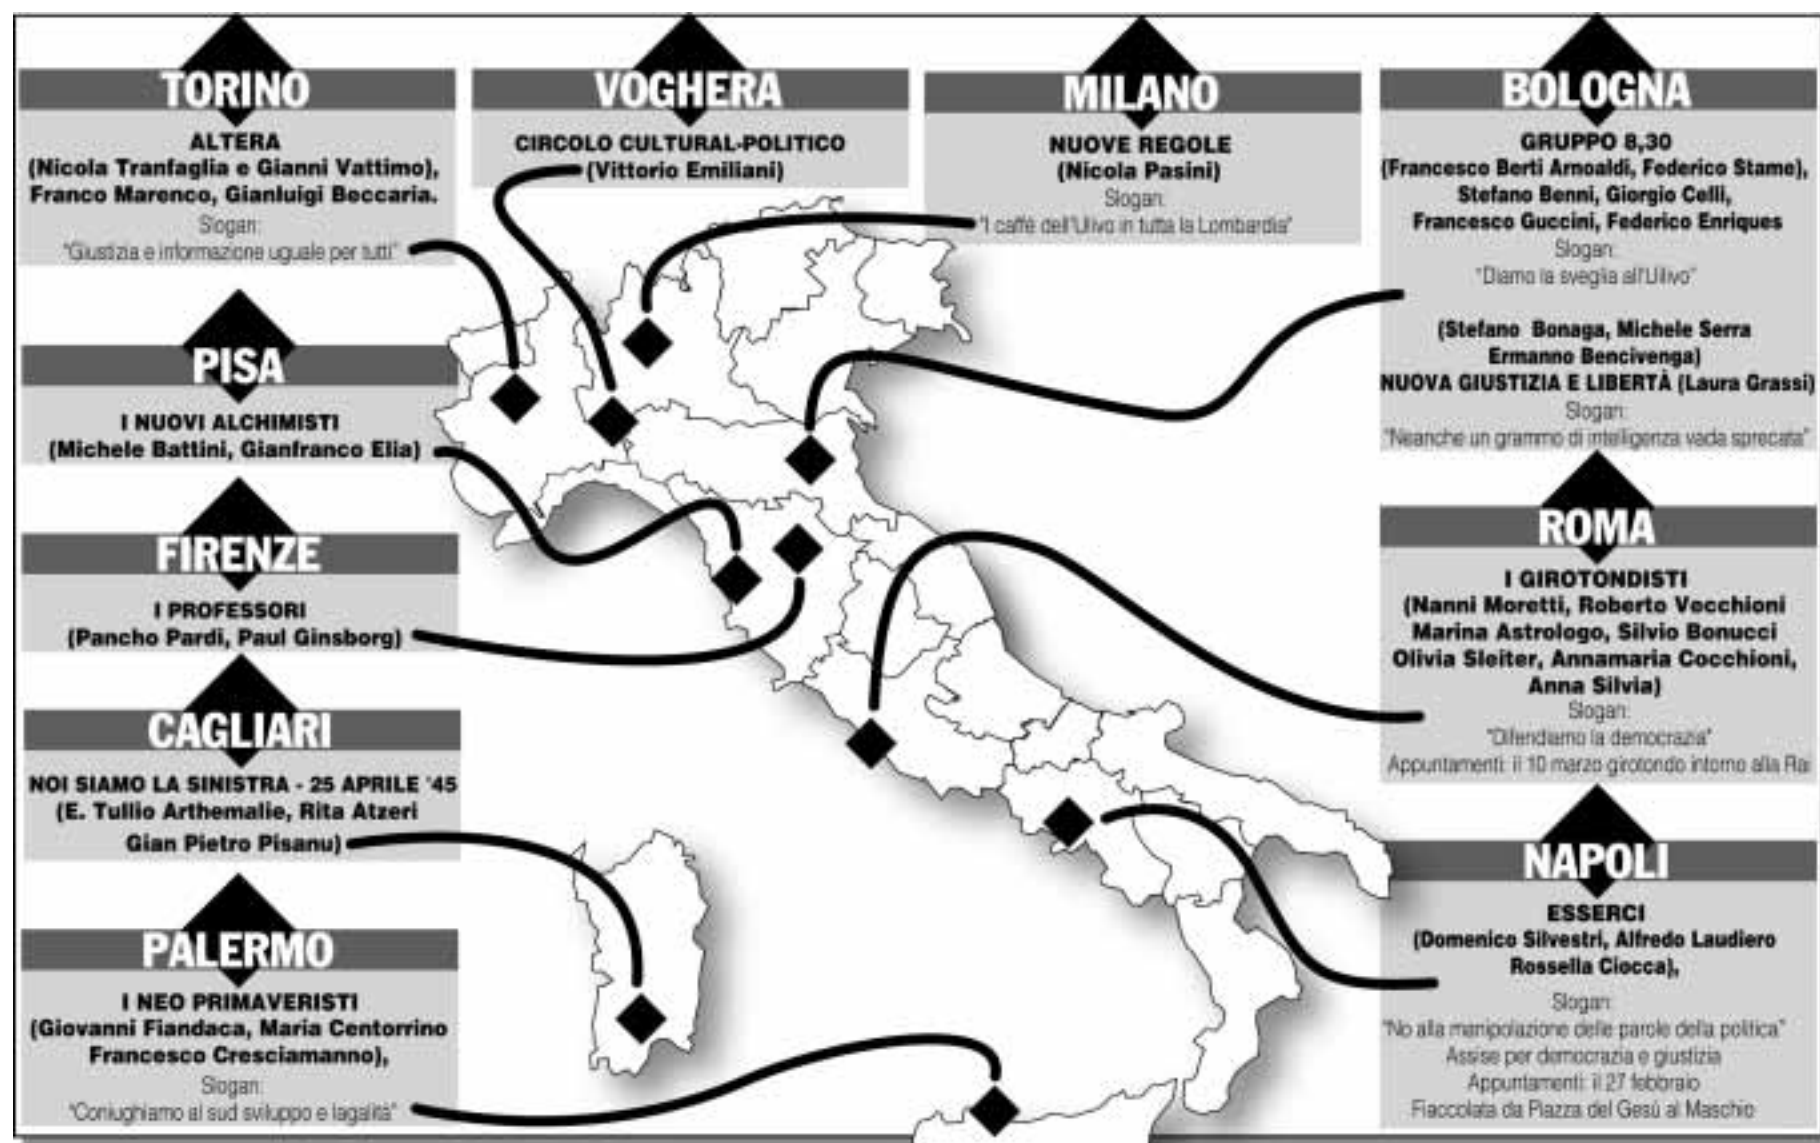 TORINO
ALTERA
(Nicola Tranfaglia e Gianni Vattimo),
Franco Marenco, Gianluigi Beccaria.
Slogan:
"Giustizia e informazione uguale per tutti"
VOGHERA
CIRCOLO CULTURAL-POLITICO
(Vittorio Emiliani)
MILANO
NUOVE REGOLE
(Nicola Pasini)
Slogan:
"I caffè dell'Ulivo in tutta la Lombardia"
BOLOGNA
GRUPPO 8,30
(Francesco Berti Arnoaldi, Federico Stame),
Stefano Benni, Giorgio Celli,
Francesco Guccini, Federico Enriques
Slogan:
"Diamo la sveglia all'Ulivo"
(Stefano Bonaga, Michele Serra
Ermanno Bencivenga)
NUOVA GIUSTIZIA E LIBERTÀ (Laura Grassi)
Slogan:
"Neanche un grammo di intelligenza vada sprecata"
PISA
I NUOVI ALCHIMISTI
(Michele Battini, Gianfranco Elia)
FIRENZE
I PROFESSORI
(Pancho Pardi, Paul Ginsborg)
CAGLIARI
NOI SIAMO LA SINISTRA - 25 APRILE '45
(E. Tullio Arthemalie, Rita Atzeri
Gian Pietro Pisanu)
PALERMO
I NEO PRIMAVERISTI
(Giovanni Fiandaca, Maria Centorrino
Francesco Cresciamanno),
Slogan:
"Coniughiamo al sud sviluppo e lagalità"
ROMA
I GIROTONDISTI
(Nanni Moretti, Roberto Vecchioni
Marina Astrologo, Silvio Bonucci
Olivia Sleiter, Annamaria Cocchioni,
Anna Silvia)
Slogan:
"Difendiamo la democrazia"
Appuntamenti: il 10 marzo girotondo intorno alla Rai
NAPOLI
ESSERCI
(Domenico Silvestri, Alfredo Laudiero
Rossella Ciocca),
Slogan:
"No alla manipolazione delle parole della politica"
Assise per democrazia e giustizia
Appuntamenti: il 27 febbraio
Fiaccolata da Piazza del Gesù al Maschio